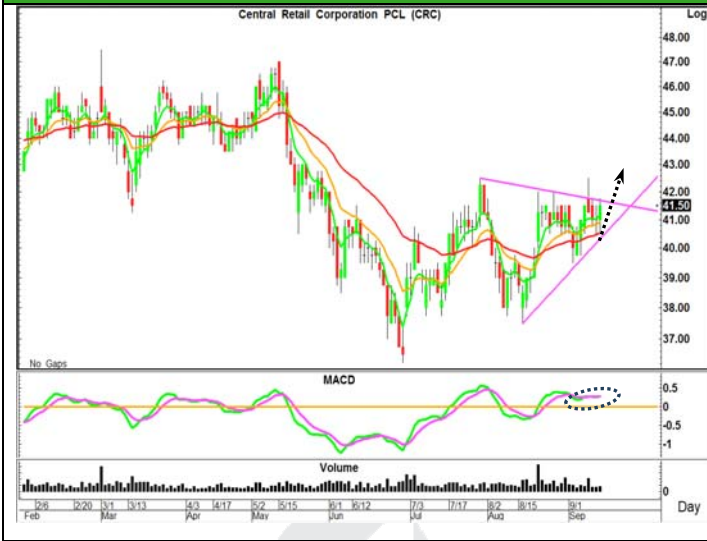 Central Retail Corporation PCL (CRC)
Log
48.00
47.00
46.00
45.00
44.00
43.00
42.00
41.50
41.00
40.00
39.00
38.00
37.00
No Gaps
MACD
0.5
0
-0.5
-1
Volume
0
2/6 2/20 3/1 3/13 4/3 4/17 5/2 5/15 6/1 6/12 7/3 7/17 8/2 8/15 9/1
Feb Mar Apr May Jun Jul Aug Sep
Day